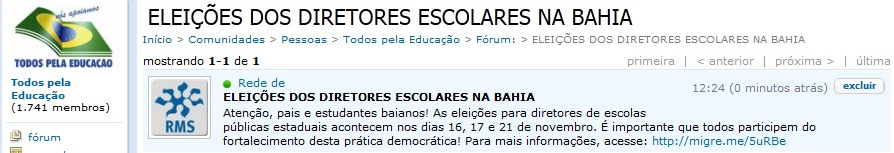 nós apoiamos
TODOS PELA EDUCAÇAO
Todos pela
Educação
(1.741 membros)
fórum
ELEIÇÕES DOS DIRETORES ESCOLARES NA BAHIA
Início > Comunidades > Pessoas > Todos pela Educação > Fórum: > ELEIÇÕES DOS DIRETORES ESCOLARES NA BAHIA
mostrando 1-1 de 1
primeira | < anterior | próxima > | última
RMS
Rede de
12:24 (0 minutos atrás) excluir
ELEIÇÕES DOS DIRETORES ESCOLARES NA BAHIA
Atenção, pais e estudantes baianos! As eleições para diretores de escolas
públicas estaduais acontecem nos dias 16, 17 e 21 de novembro. É importante que todos participem do
fortalecimento desta prática democrática! Para mais informações, acesse: http://migre.me/5uRBe